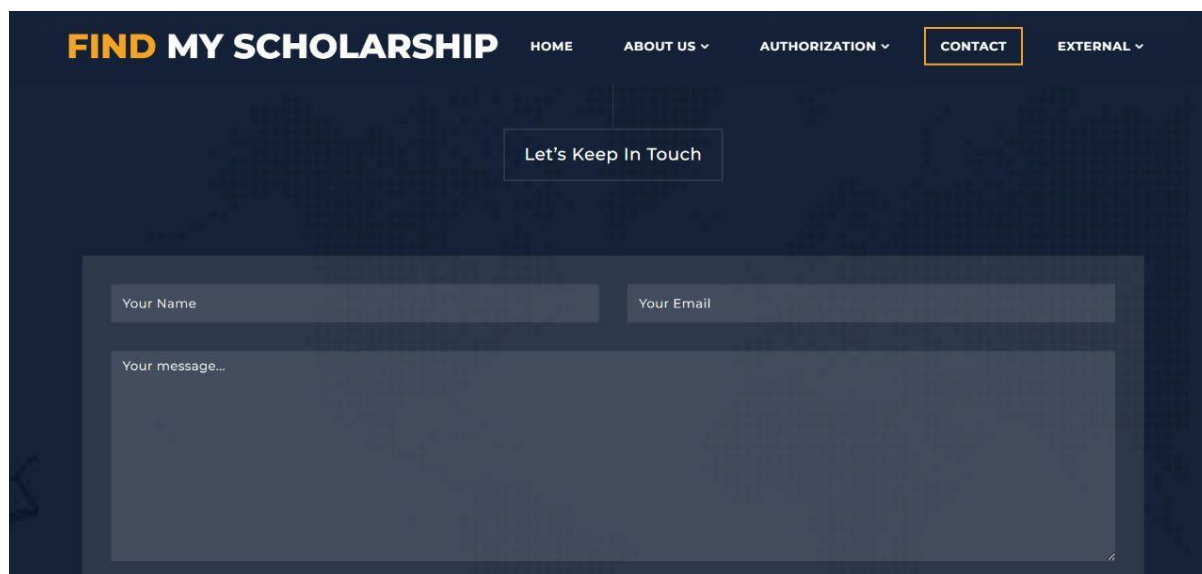 FIND MY SCHOLARSHIP HOME ABOUT US AUTHORIZATION CONTACT EXTERNAL
Let's Keep In Touch
Your Name Your Email
Your message...